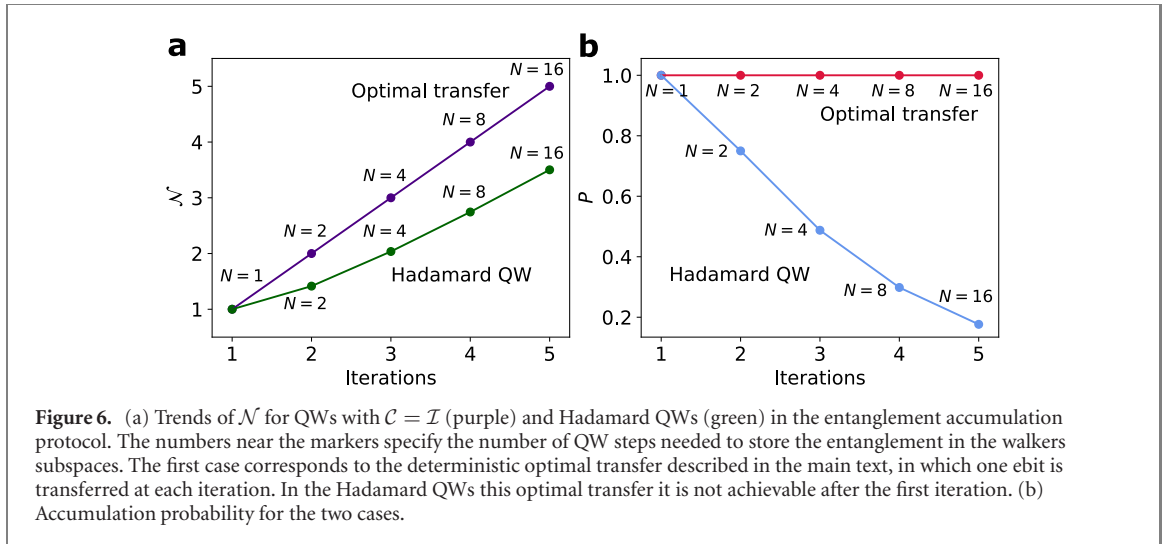 a
b
N = 16
5
Optimal transfer
N = 8
4
N = 16
N = 4
3
N = 8
N = 2
N = 4
2
N = 1
Hadamard QW
N = 2
1
𝒩
1 2 3 4 5
Iterations
1.0
N = 1 N = 2 N = 4 N = 8 N = 16
Optimal transfer
0.8
N = 2
0.6
P
N = 4
0.4
Hadamard QW
N = 8
N = 16
0.2
1 2 3 4 5
Iterations
Figure 6. (a) Trends of 𝒩 for QWs with 𝒞 = ℐ (purple) and Hadamard QWs (green) in the entanglement accumulation
protocol. The numbers near the markers specify the number of QW steps needed to store the entanglement in the walkers
subspaces. The first case corresponds to the deterministic optimal transfer described in the main text, in which one ebit is
transferred at each iteration. In the Hadamard QWs this optimal transfer it is not achievable after the first iteration. (b)
Accumulation probability for the two cases.